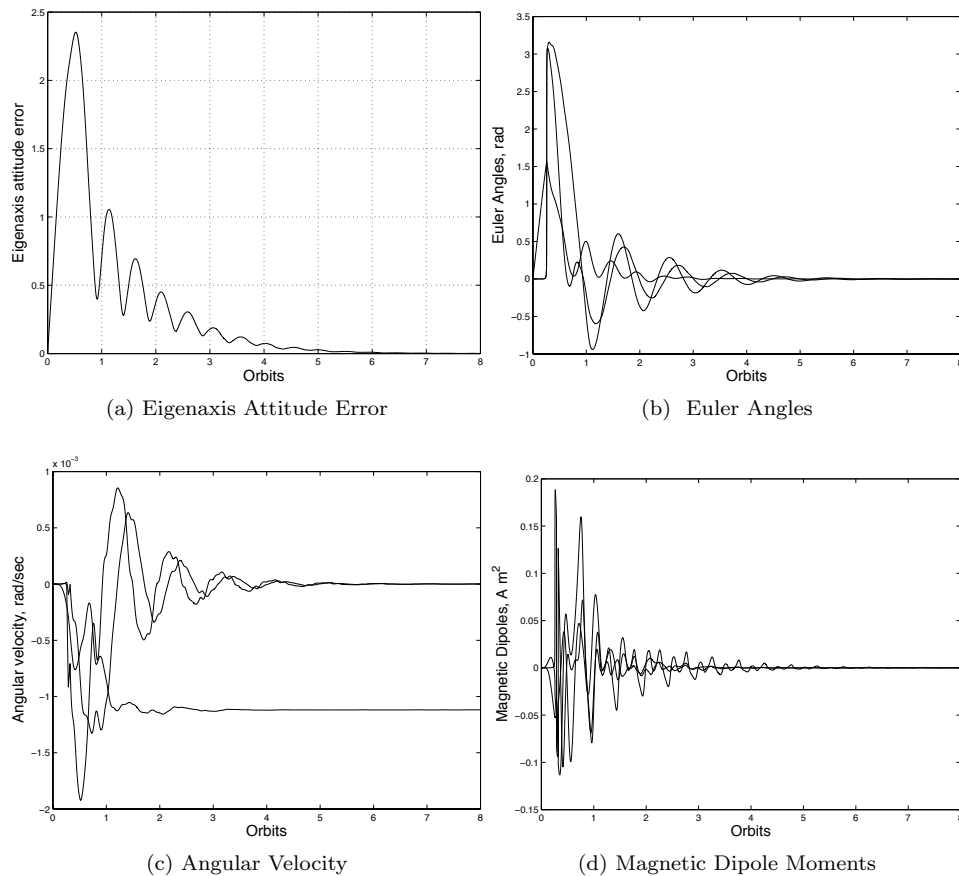 2.5
2
1.5
1
0.5
0
0 1 2 3 4 5 6 7 8
Eigenaxis attitude error
Orbits
(a) Eigenaxis Attitude Error
3.5
3
2.5
2
1.5
1
0.5
0
−0.5
−1
0 1 2 3 4 5 6 7 8
Euler Angles, rad
Orbits
(b) Euler Angles
x 10⁻³
1
0.5
0
−0.5
−1
−1.5
−2
0 1 2 3 4 5 6 7 8
Angular velocity, rad/sec
Orbits
(c) Angular Velocity
0.2
0.15
0.1
0.05
0
−0.05
−0.1
−0.15
0 1 2 3 4 5 6 7 8
Magnetic Dipoles, A m²
Orbits
(d) Magnetic Dipole Moments